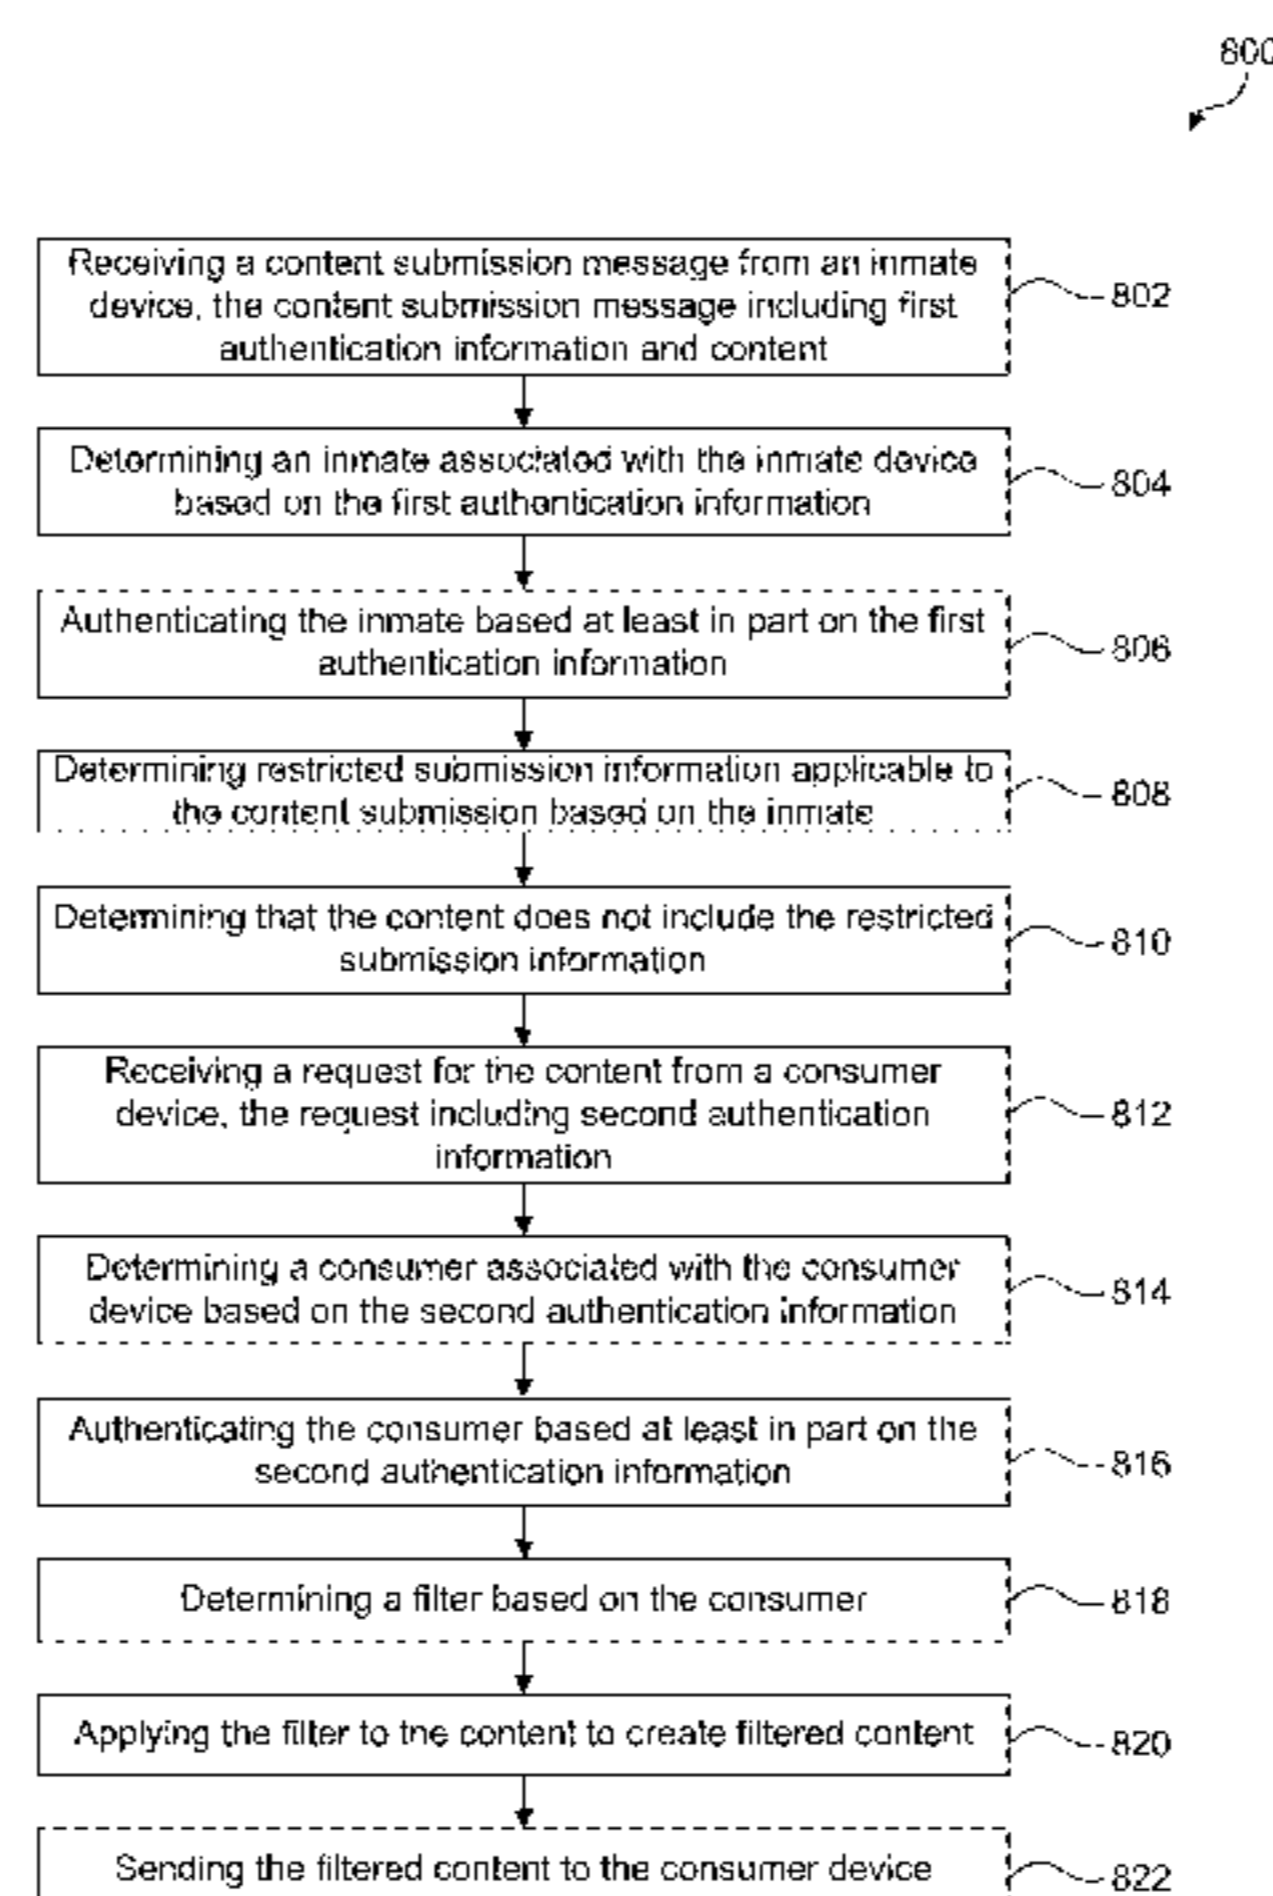 800
Receiving a content submission message from an inmate
device, the content submission message including first
authentication information and content
802
Determining an inmate associated with the inmate device
based on the first authentication information
804
Authenticating the inmate based at least in part on the first
authentication information
806
Determining restricted submission information applicable to
the content submission based on the inmate
808
Determining that the content does not include the restricted
submission information
810
Receiving a request for the content from a consumer
device, the request including second authentication
information
812
Determining a consumer associated with the consumer
device based on the second authentication information
814
Authenticating the consumer based at least in part on the
second authentication information
816
Determining a filter based on the consumer
818
Applying the filter to the content to create filtered content
820
Sending the filtered content to the consumer device
822